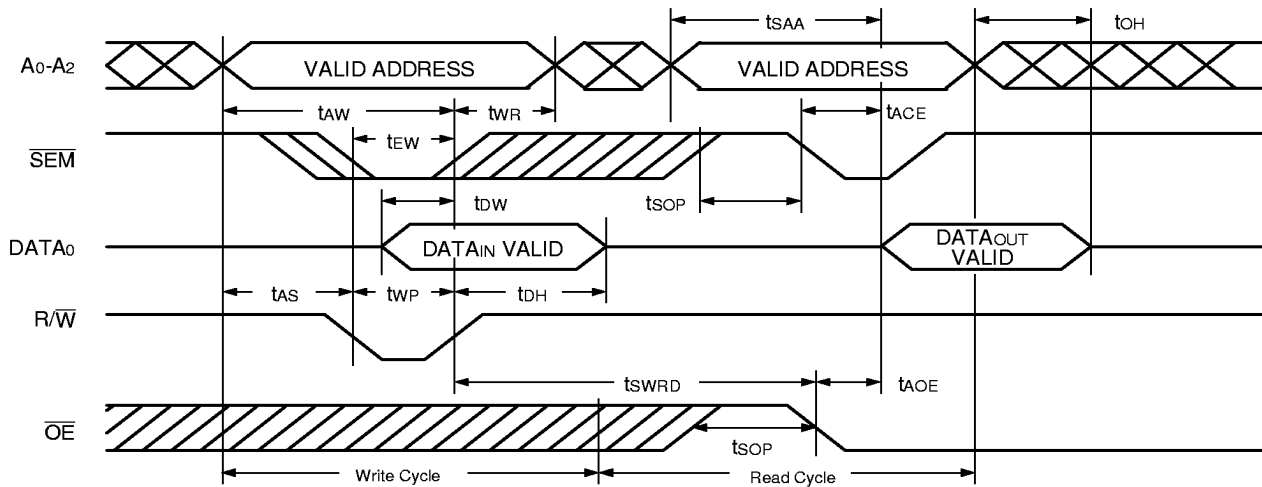 tSAA
tOH
A0-A2
VALID ADDRESS
VALID ADDRESS
tAW
tWR
tACE
tEW
SEM
tDW
tSOP
DATA0
DATAIN VALID
DATAOUT
VALID
tAS
tWP
tDH
R/W
tSWRD
tAOE
OE
tSOP
Write Cycle
Read Cycle